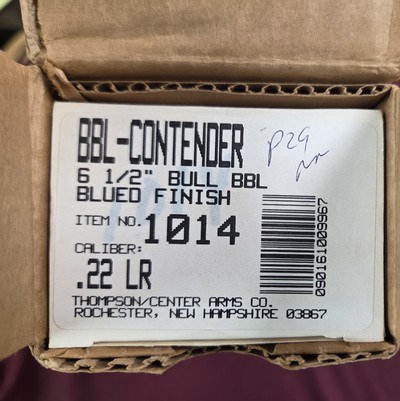 BBL-CONTENDER
P29
6 1/2" BULL BBL
BLUED FINISH
ITEM NO. 1014
CALIBER:
.22 LR
THOMPSON/CENTER ARMS CO.
ROCHESTER, NEW HAMPSHIRE 03867
090161009967